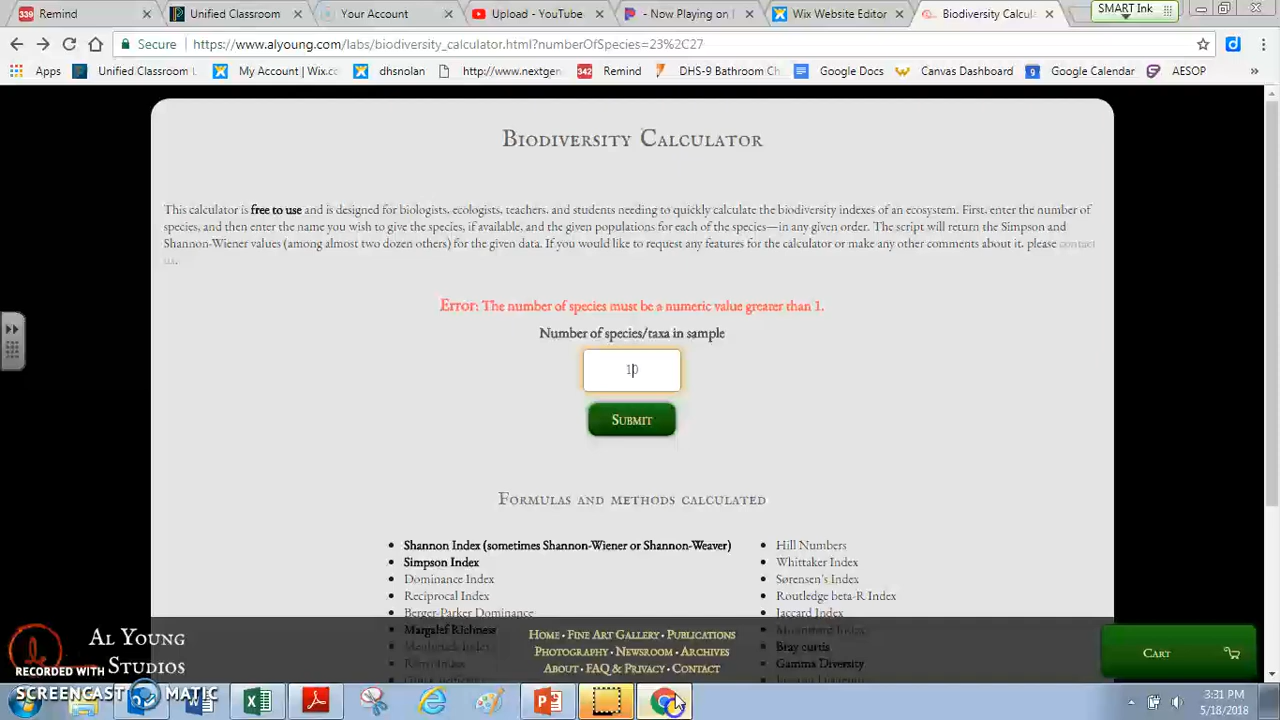 Remind
Unified Classroom
Your Account
Upload - YouTube
- Now Playing on
Wix Website Editor
Biodiversity Calcul
SMART Ink
Secure
https://www.alyoung.com/labs/biodiversity_calculator.html?numberOfSpecies=23%2C27
Apps
Unified Classroom
My Account | Wix.co
dhsnolan
http://www.nextgen
Remind
DHS-9 Bathroom Ch
Google Docs
Canvas Dashboard
Google Calendar
AESOP
Biodiversity Calculator
This calculator is free to use and is designed for biologists, ecologists, teachers, and students needing to quickly calculate the biodiversity indexes of an ecosystem. First, enter the number of
species, and then enter the name you wish to give the species, if available, and the given populations for each of the species—in any given order. The script will return the Simpson and
Shannon-Wiener values (among almost two dozen others) for the given data. If you would like to request any features for the calculator or make any other comments about it, please contact
us.
Error: The number of species must be a numeric value greater than 1.
Number of species/taxa in sample
10
Submit
Formulas and methods calculated
Shannon Index (sometimes Shannon-Wiener or Shannon-Weaver)
Simpson Index
Dominance Index
Reciprocal Index
Berger-Parker Dominance
Margalef Richness
Menhinick Index
Hill Numbers
Whittaker Index
Sørensen's Index
Routledge beta-R Index
Jaccard Index
Bray curtis
Gamma Diversity
Al Young
Studios
Home • Fine Art Gallery • Publications
Photography • Newsroom • Archives
About • FAQ & Privacy • Contact
Cart
RECORDED WITH
SCREENCAST MATIC
3:31 PM
5/18/2018